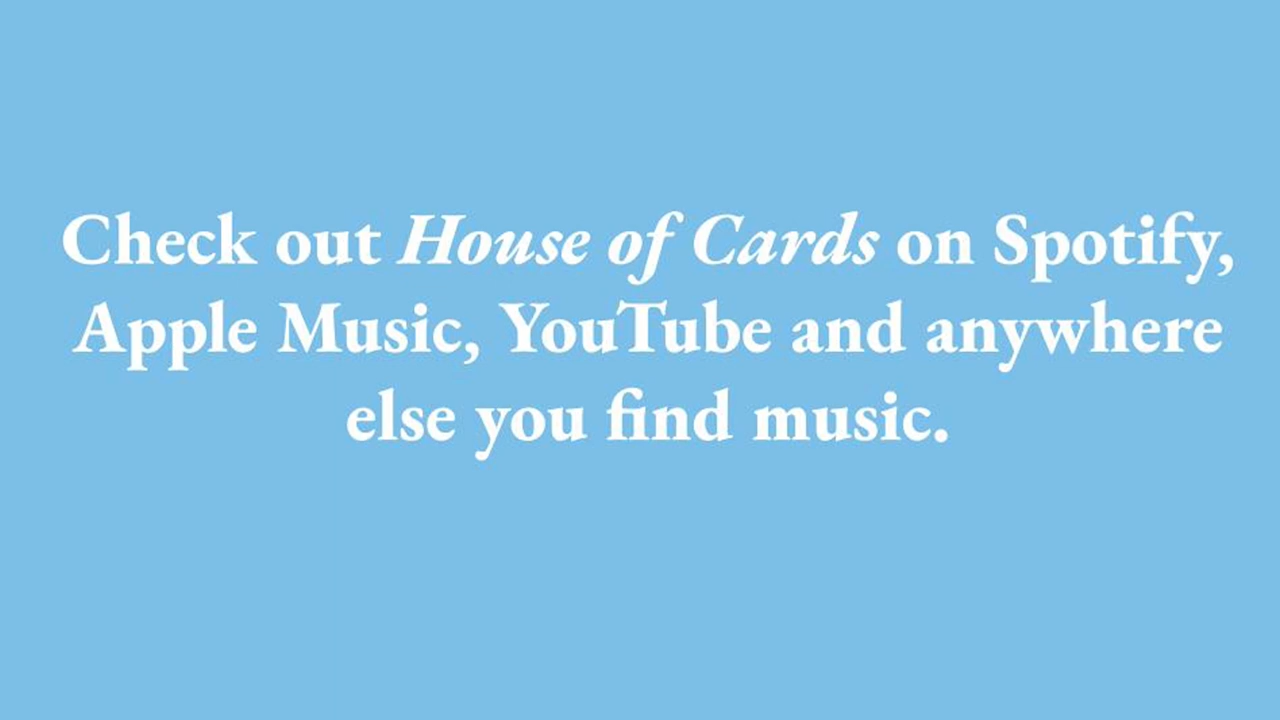 Check out House of Cards on Spotify,
Apple Music, YouTube and anywhere
else you find music.